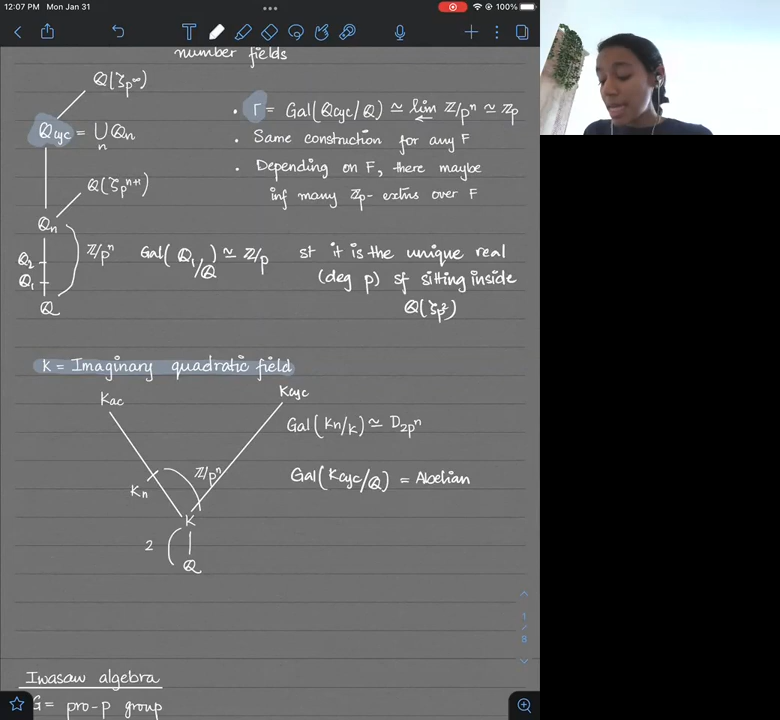 12:07 PM Mon Jan 31
100%
number fields
Q(ζp∞)
Qcyc = ∪ Qn
n
Q(ζpⁿ⁺¹)
Qn
Q2
Q1
Q
Z/pⁿ
· Γ = Gal(Qcyc/Q) ≃ lim Z/pⁿ ≃ Zp
←
· Same construction for any F
· Depending on F, there maybe
inf many Zp- extns over F
Gal(Q1/Q) ≃ Z/p st it is the unique real
(deg p) sf sitting inside
Q(ζp²)
K = Imaginary quadratic field
Kac
Kcyc
Gal(Kn/K) ≃ D2pⁿ
Z/pⁿ
Gal(Kcyc/Q) = Abelian
Kn
K
2
Q
1
/
8
Iwasaw algebra
G = pro-p group